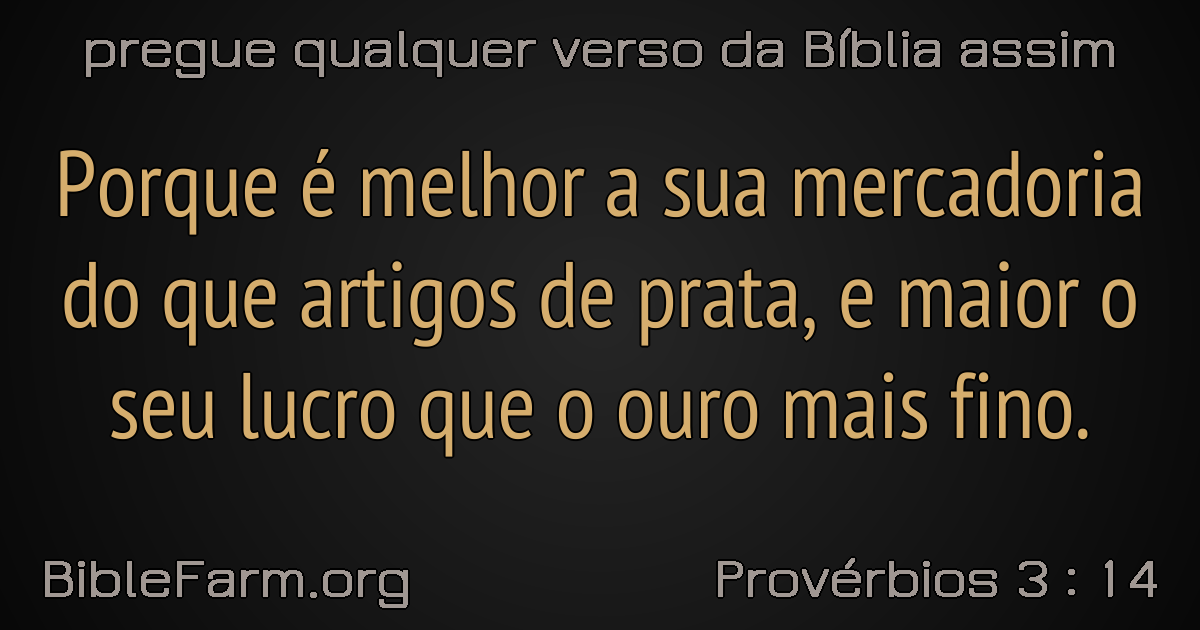 pregue qualquer verso da Bíblia assim
Porque é melhor a sua mercadoria
do que artigos de prata, e maior o
seu lucro que o ouro mais fino.
BibleFarm.org
Provérbios 3 : 14